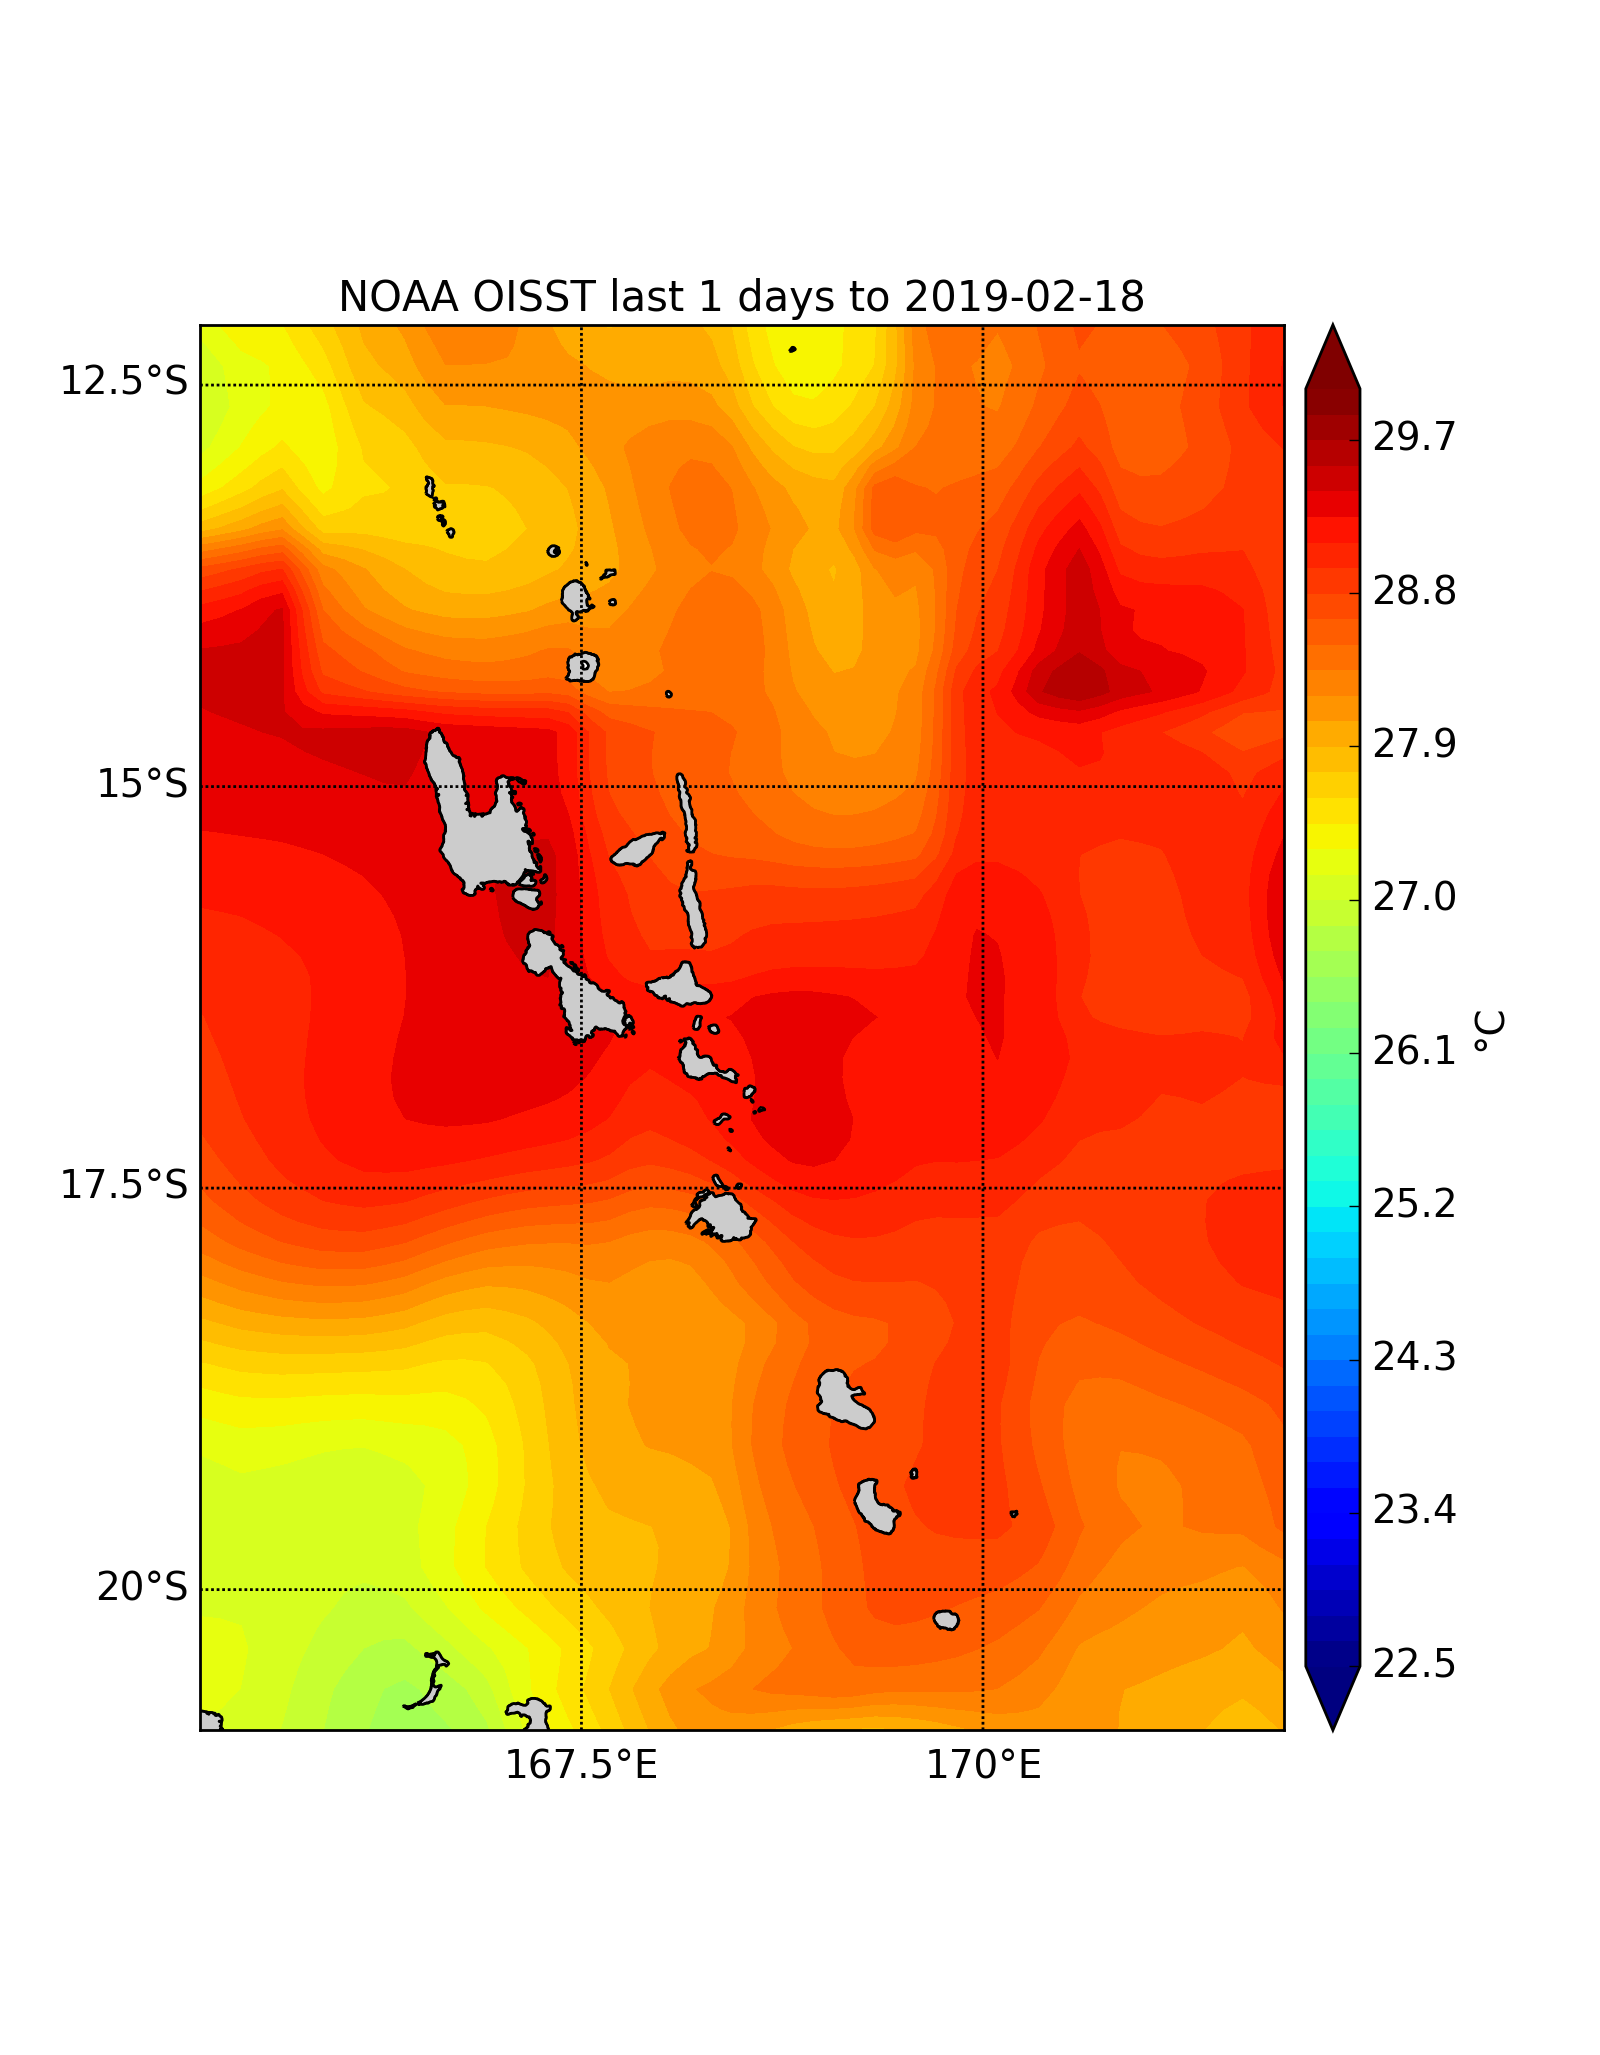 NOAA OISST last 1 days to 2019-02-18
12.5°S
15°S
17.5°S
20°S
167.5°E
170°E
29.7
28.8
27.9
27.0
26.1
25.2
24.3
23.4
22.5
°C